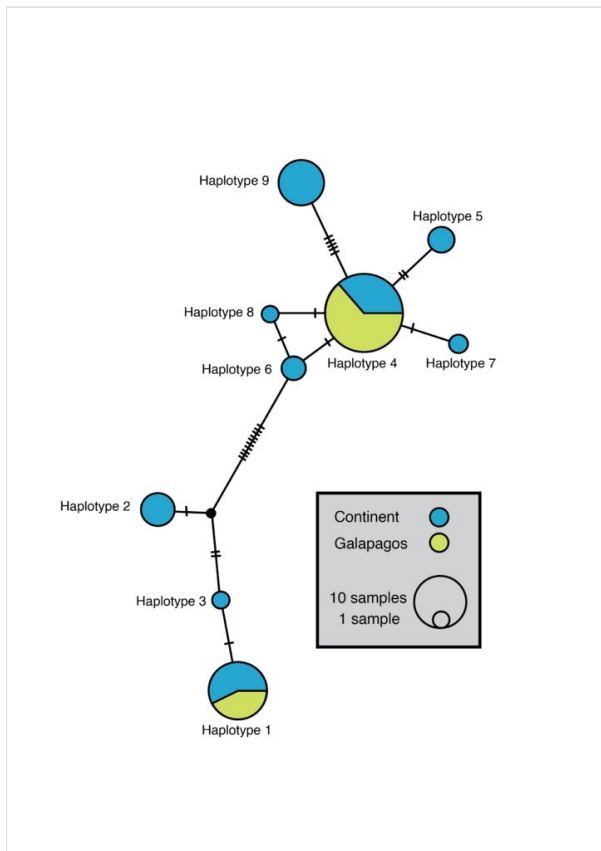 Haplotype 9
Haplotype 5
Haplotype 8
Haplotype 4
Haplotype 7
Haplotype 6
Haplotype 2
Continent
Galapagos
10 samples
1 sample
Haplotype 3
Haplotype 1